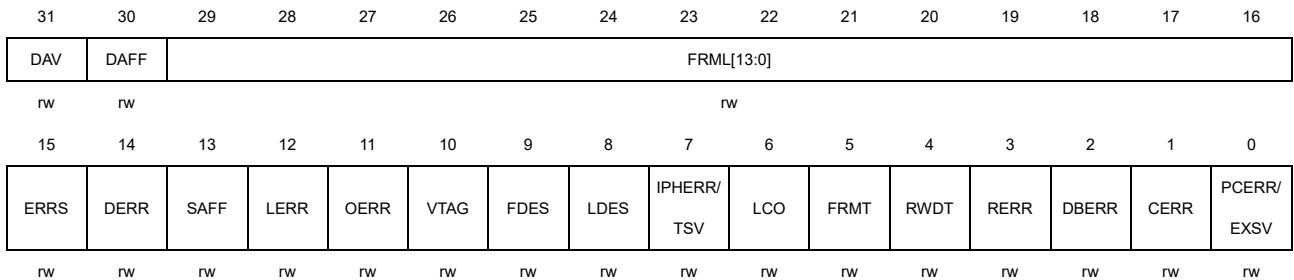 31 30 29 28 27 26 25 24 23 22 21 20 19 18 17 16
DAV DAFF FRML[13:0]
rw rw rw
15 14 13 12 11 10 9 8 7 6 5 4 3 2 1 0
ERRS DERR SAFF LERR OERR VTAG FDES LDES IPHERR/ TSV LCO FRMT RWDT RERR DBERR CERR PCERR/ EXSV
rw rw rw rw rw rw rw rw rw rw rw rw rw rw rw rw